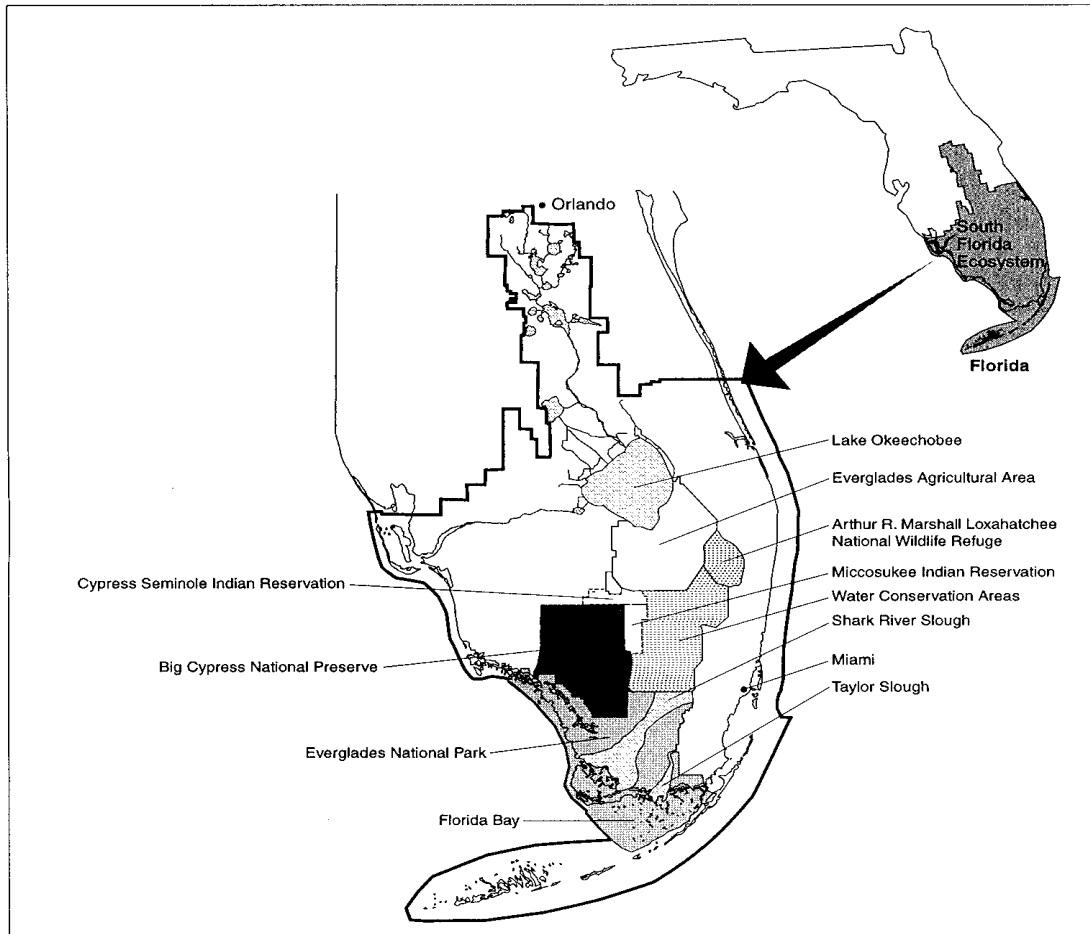 Orlando
South
Florida
Ecosystem
Florida
Lake Okeechobee
Everglades Agricultural Area
Arthur R. Marshall Loxahatchee
National Wildlife Refuge
Cypress Seminole Indian Reservation
Miccosukee Indian Reservation
Water Conservation Areas
Shark River Slough
Big Cypress National Preserve
Miami
Taylor Slough
Everglades National Park
Florida Bay